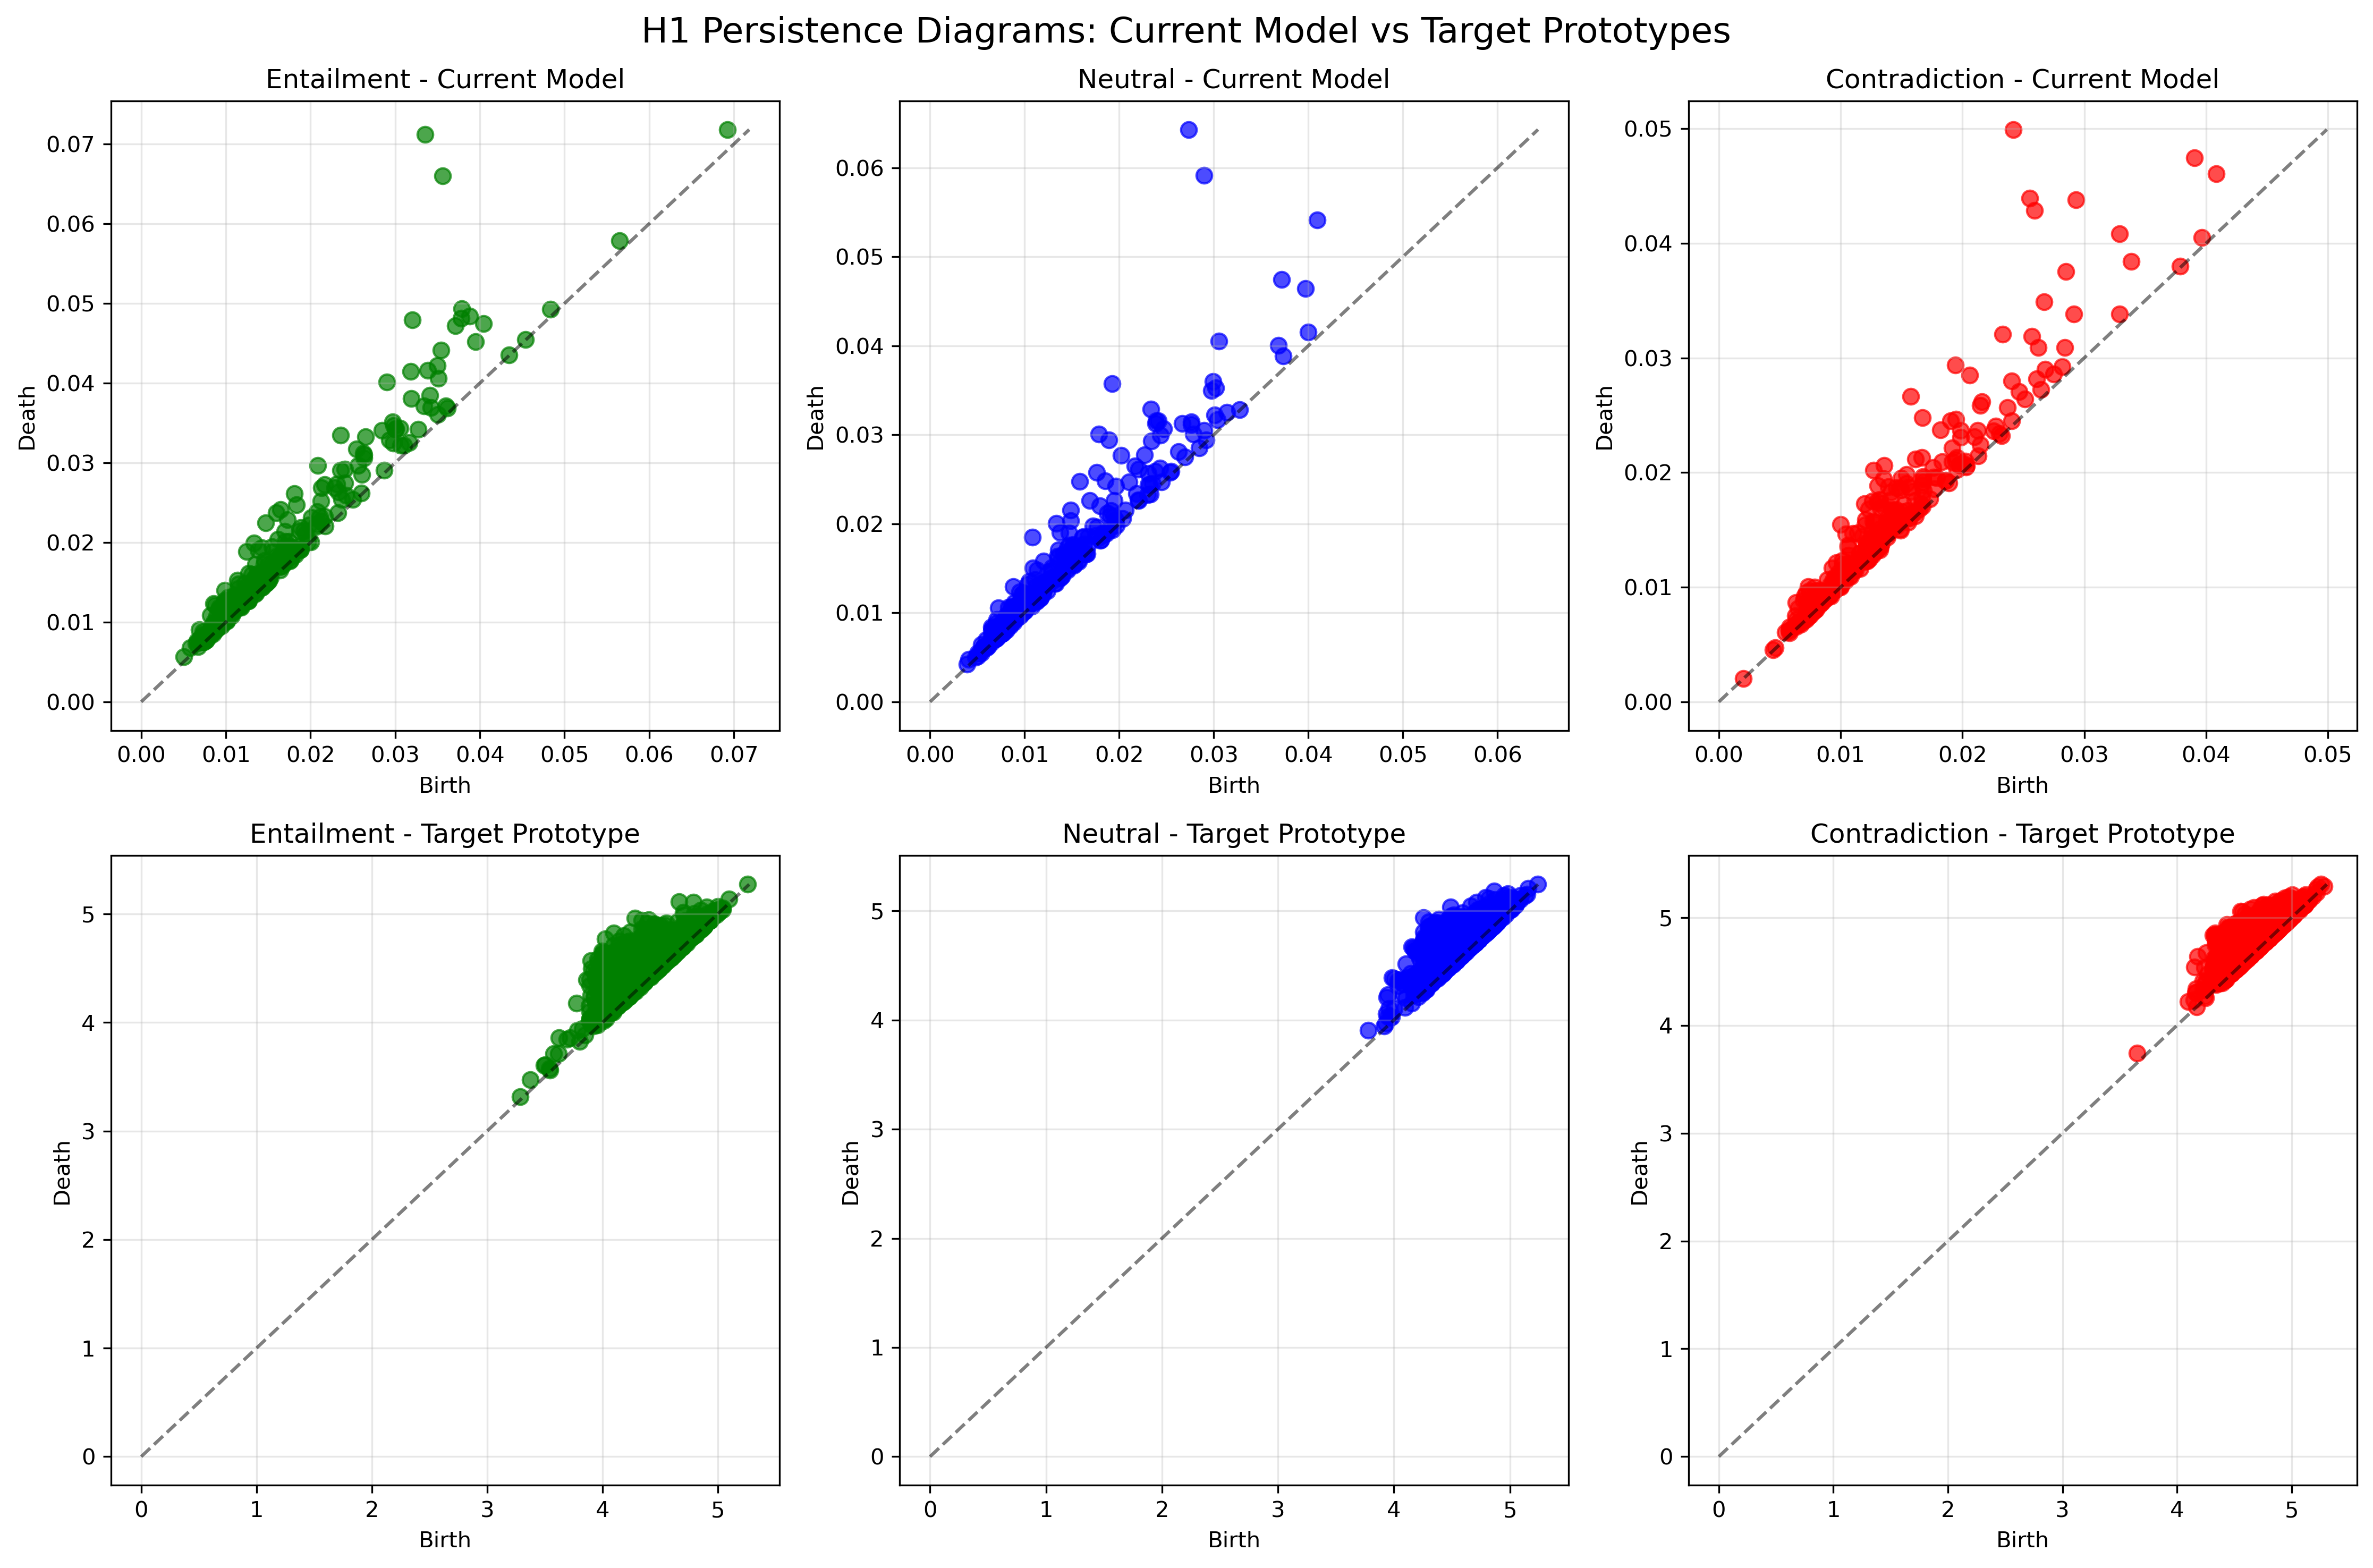 H1 Persistence Diagrams: Current Model vs Target Prototypes
Entailment - Current Model
Neutral - Current Model
Contradiction - Current Model
Death
0.07
0.06
0.05
0.04
0.03
0.02
0.01
0.00
0.00 0.01 0.02 0.03 0.04 0.05 0.06 0.07
Birth
Death
0.06
0.05
0.04
0.03
0.02
0.01
0.00
0.00 0.01 0.02 0.03 0.04 0.05 0.06
Birth
Death
0.05
0.04
0.03
0.02
0.01
0.00
0.00 0.01 0.02 0.03 0.04 0.05
Birth
Entailment - Target Prototype
Neutral - Target Prototype
Contradiction - Target Prototype
Death
5
4
3
2
1
0
0 1 2 3 4 5
Birth
Death
5
4
3
2
1
0
0 1 2 3 4 5
Birth
Death
5
4
3
2
1
0
0 1 2 3 4 5
Birth